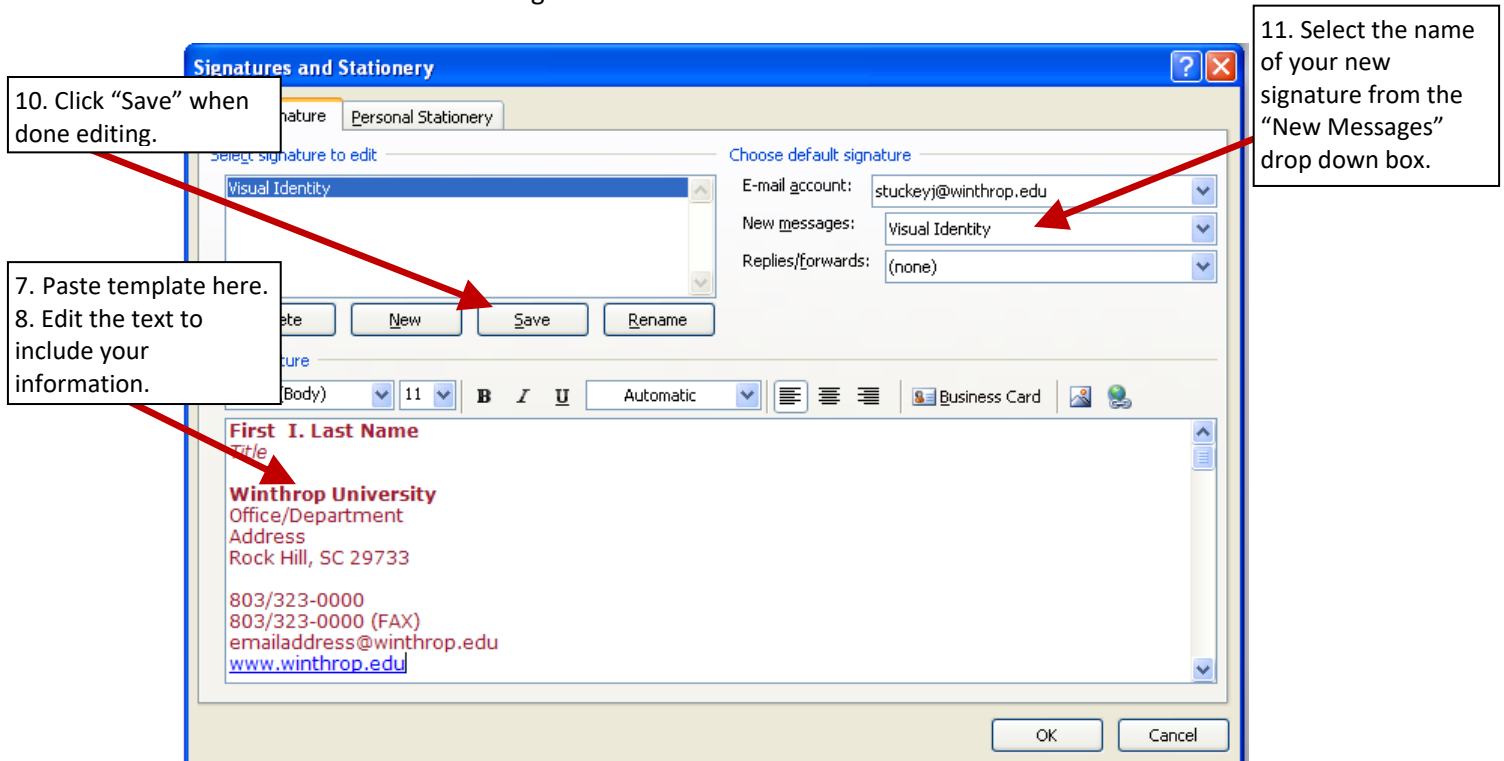 11. Select the name
of your new
signature from the
“New Messages”
drop down box.
Signatures and Stationery
10. Click “Save” when
done editing.
Personal Stationery
Select signature to edit
Choose default signature
Visual Identity
E-mail account:
stuckeyj@winthrop.edu
New messages:
Visual Identity
Replies/forwards:
(none)
7. Paste template here.
8. Edit the text to
include your
information.
New
Save
Rename
(Body)
11
B I U
Automatic
Business Card
First I. Last Name
Title
Winthrop University
Office/Department
Address
Rock Hill, SC 29733
803/323-0000
803/323-0000 (FAX)
emailaddress@winthrop.edu
www.winthrop.edu
OK
Cancel